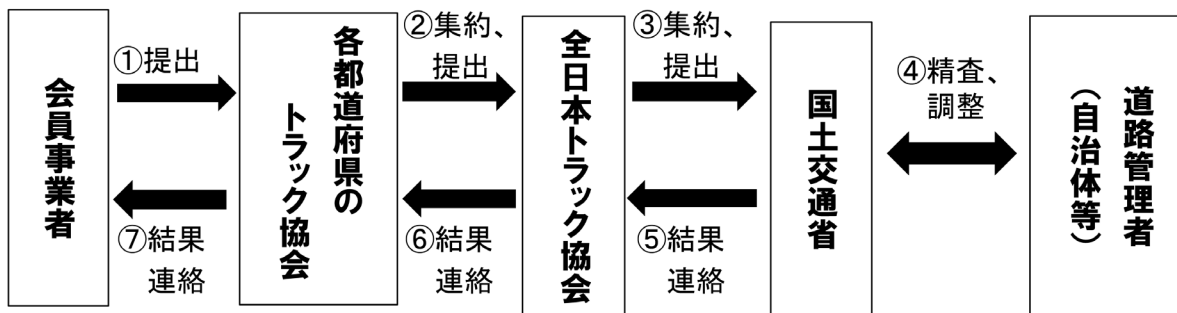 会員事業者
①提出
⑦結果
連絡
各都道府県の
トラック協会
②集約、
提出
⑥結果
連絡
全日本トラック協会
③集約、
提出
⑤結果
連絡
国土交通省
④精査、
調整
道路管理者
（自治体等）